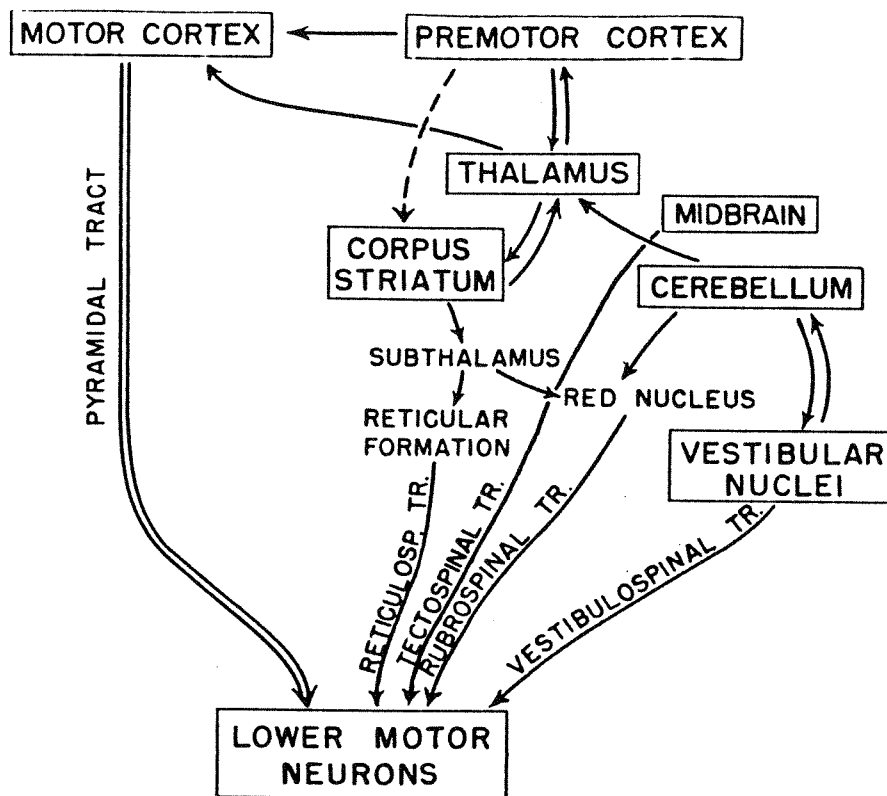 MOTOR CORTEX
PREMOTOR CORTEX
THALAMUS
MIDBRAIN
CORPUS
STRIATUM
CEREBELLUM
PYRAMIDAL TRACT
SUBTHALAMUS
RED NUCLEUS
RETICULAR
FORMATION
VESTIBULAR
NUCLEI
RETICULOSP. TR.
TECTOSPINAL TR.
RUBROSPINAL TR.
VESTIBULOSPINAL TR.
LOWER MOTOR
NEURONS